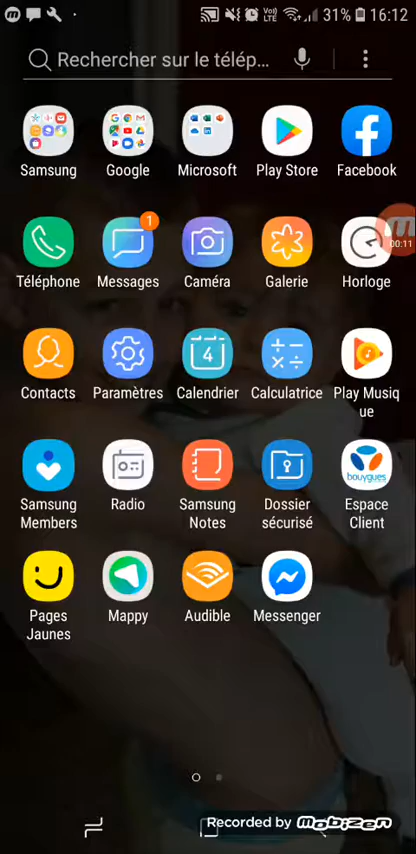 31% 16:12
Rechercher sur le télép...
Samsung Google Microsoft Play Store Facebook
1
00:11
Téléphone Messages Caméra Galerie Horloge
4
Contacts Paramètres Calendrier Calculatrice Play Musiq
ue
bouygues
Samsung Radio Samsung Dossier Espace
Members Notes sécurisé Client
Pages Mappy Audible Messenger
Jaunes
Recorded by mobizen